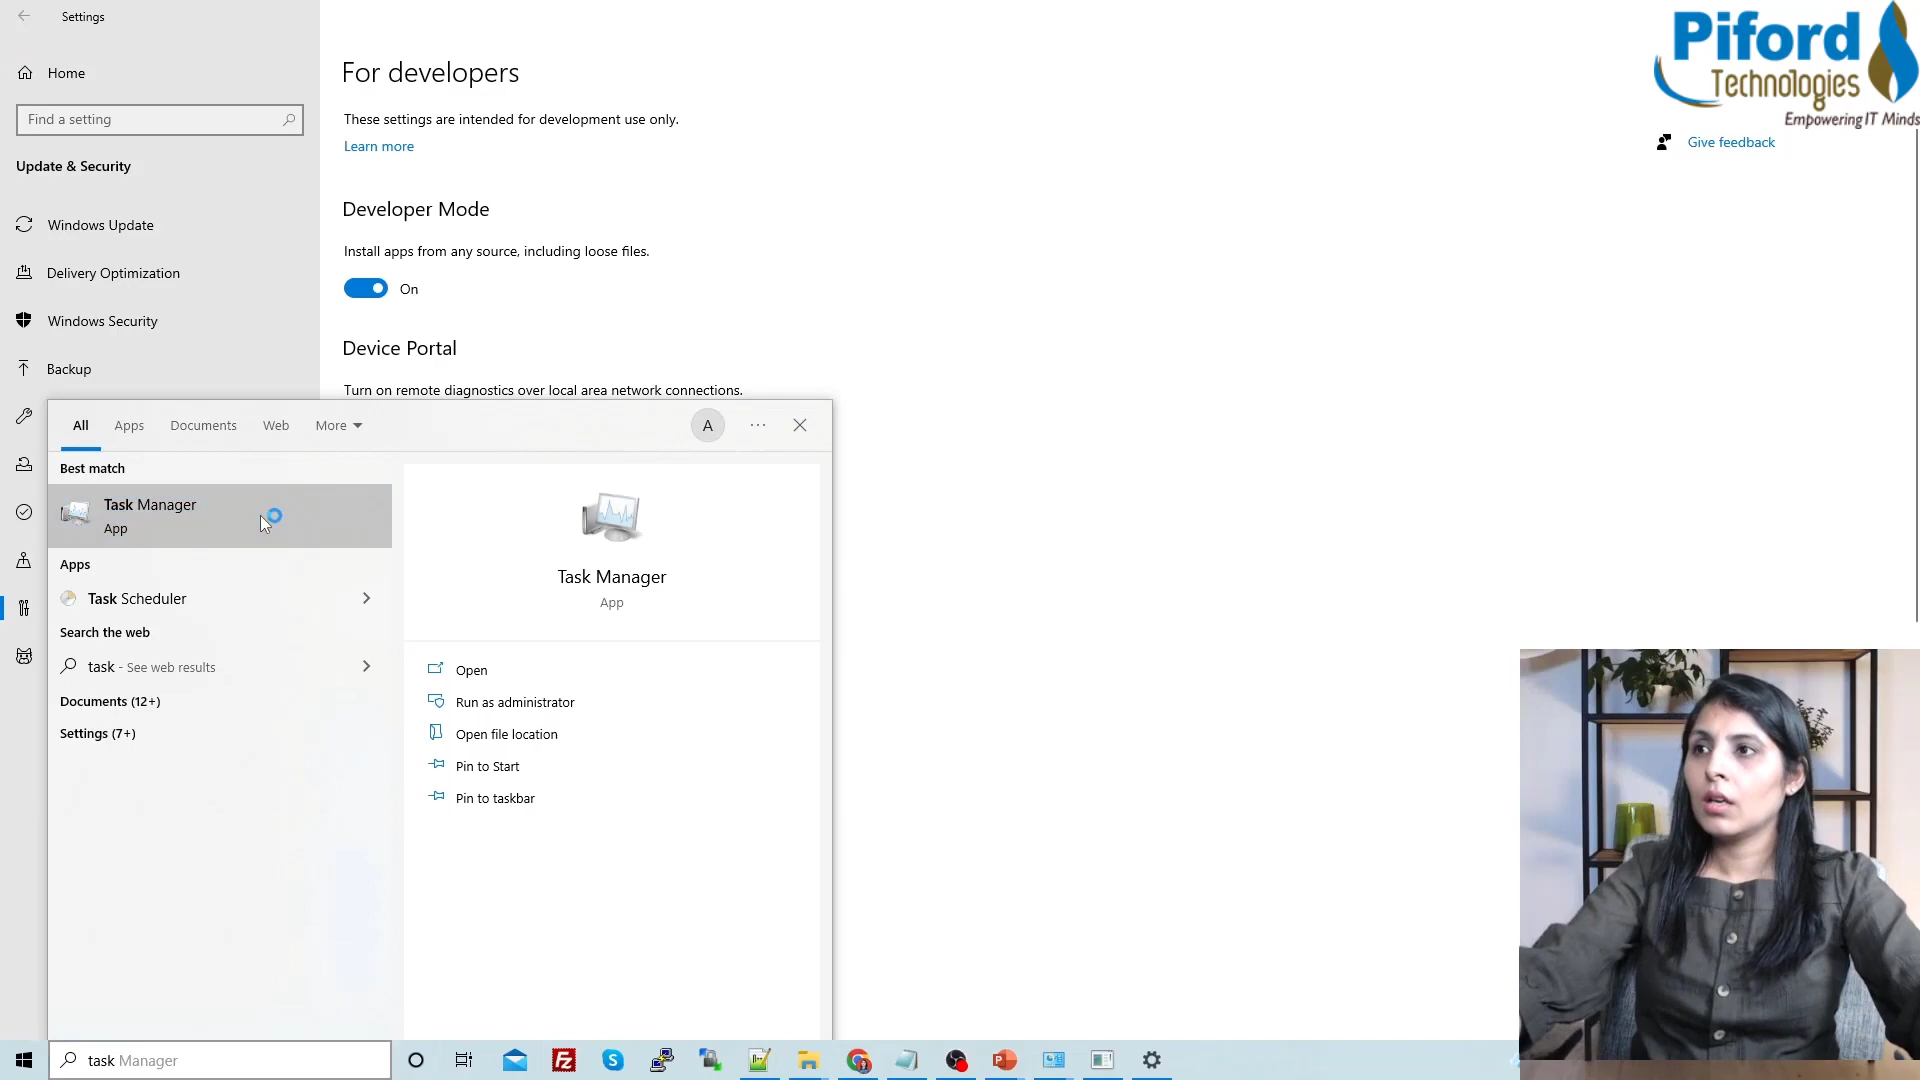 Settings
Home
Find a setting
Update & Security
Windows Update
Delivery Optimization
Windows Security
Backup
For developers
These settings are intended for development use only.
Learn more
Developer Mode
Install apps from any source, including loose files.
On
Device Portal
Turn on remote diagnostics over local area network connections.
Piford
Technologies
Empowering IT Minds
Give feedback
All Apps Documents Web More
A
Best match
Task Manager
App
Apps
Task Scheduler
Search the web
task - See web results
Documents (12+)
Settings (7+)
Task Manager
App
Open
Run as administrator
Open file location
Pin to Start
Pin to taskbar
task Manager